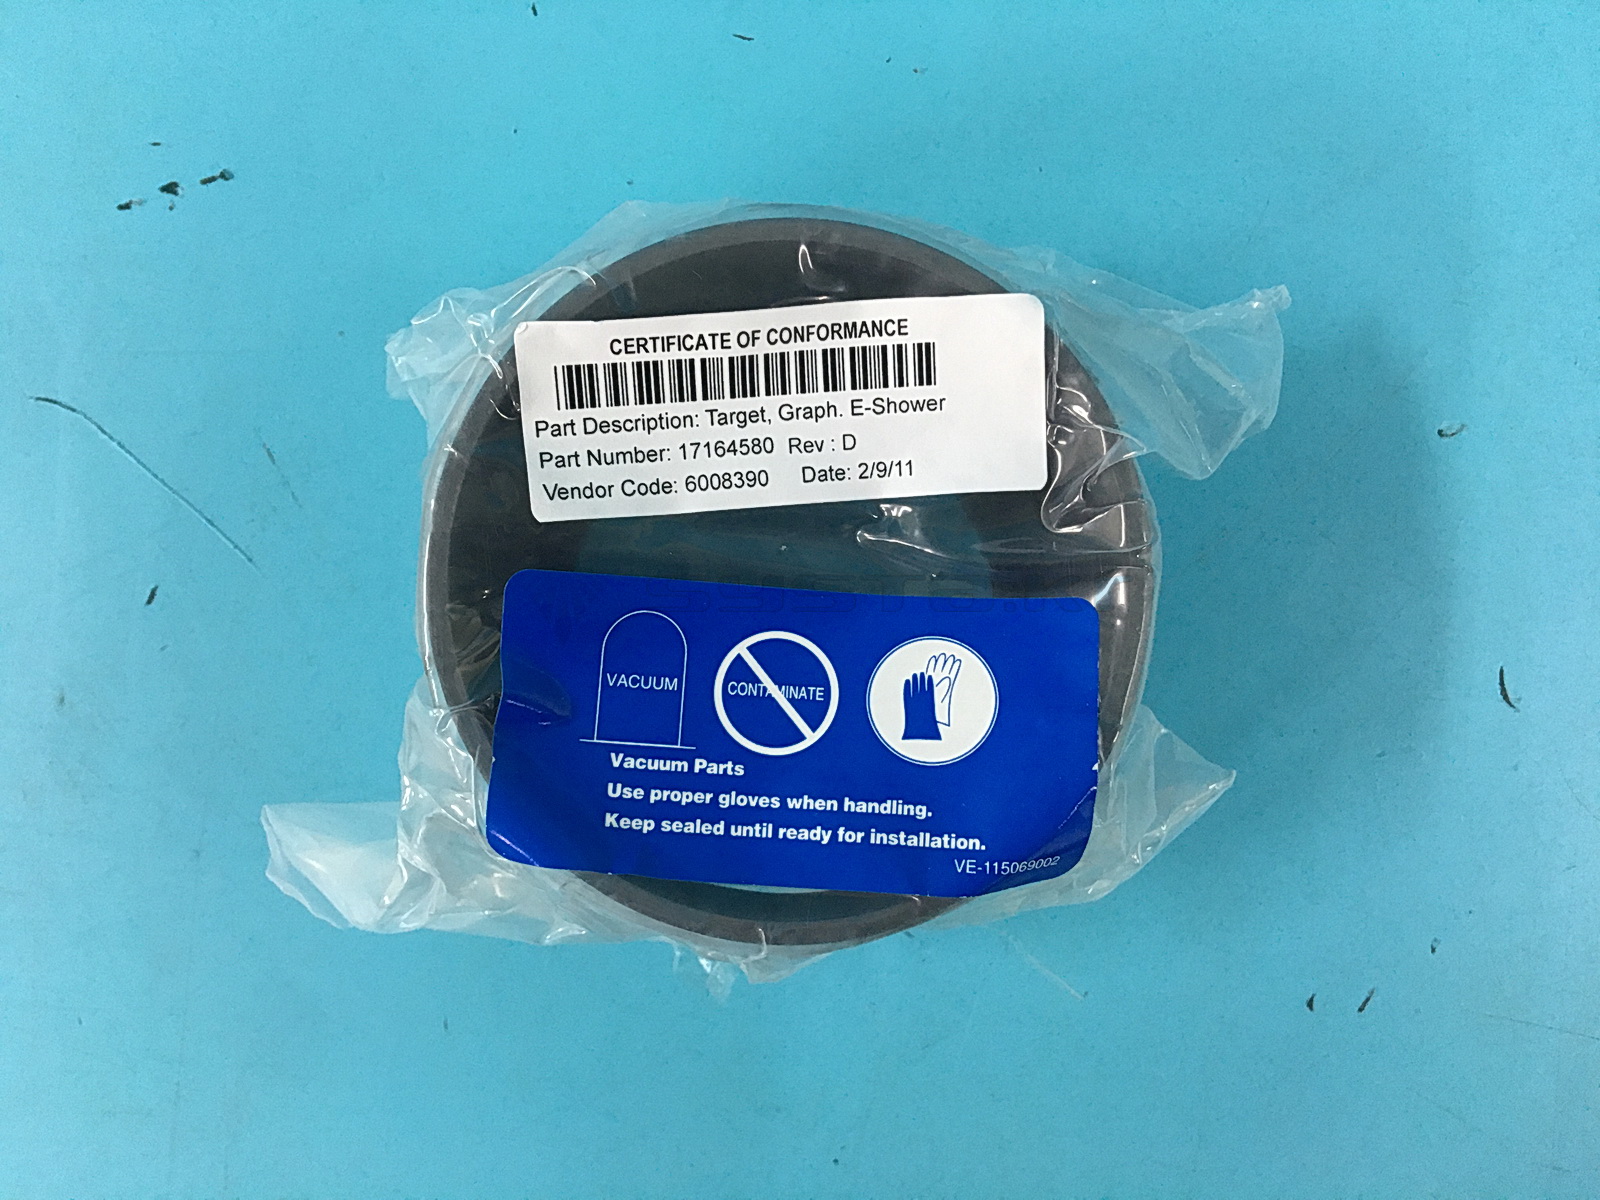 CERTIFICATE OF CONFORMANCE
Part Description: Target, Graph. E-Shower
Part Number: 17164580 Rev : D
Vendor Code: 6008390 Date: 2/9/11
VACUUM
CONTAMINATE
Vacuum Parts
Use proper gloves when handling.
Keep sealed until ready for installation.
VE-115069002